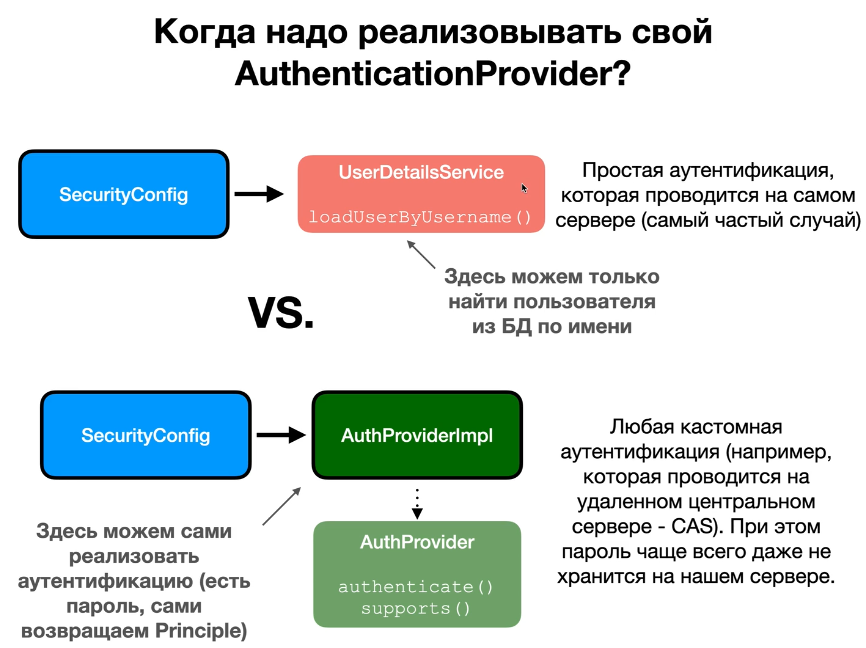 Когда надо реализовывать свой
AuthenticationProvider?
SecurityConfig
UserDetailsService
loadUserByUsername()
Простая аутентификация,
которая проводится на самом
сервере (самый частый случай)
Здесь можем только
найти пользователя
из БД по имени
VS.
SecurityConfig
AuthProviderImpl
Любая кастомная
аутентификация (например,
которая проводится на
удаленном центральном
сервере - CAS). При этом
пароль чаще всего даже не
хранится на нашем сервере.
Здесь можем сами
реализовать
аутентификацию (есть
пароль, сами
возвращаем Principle)
AuthProvider
authenticate()
supports()